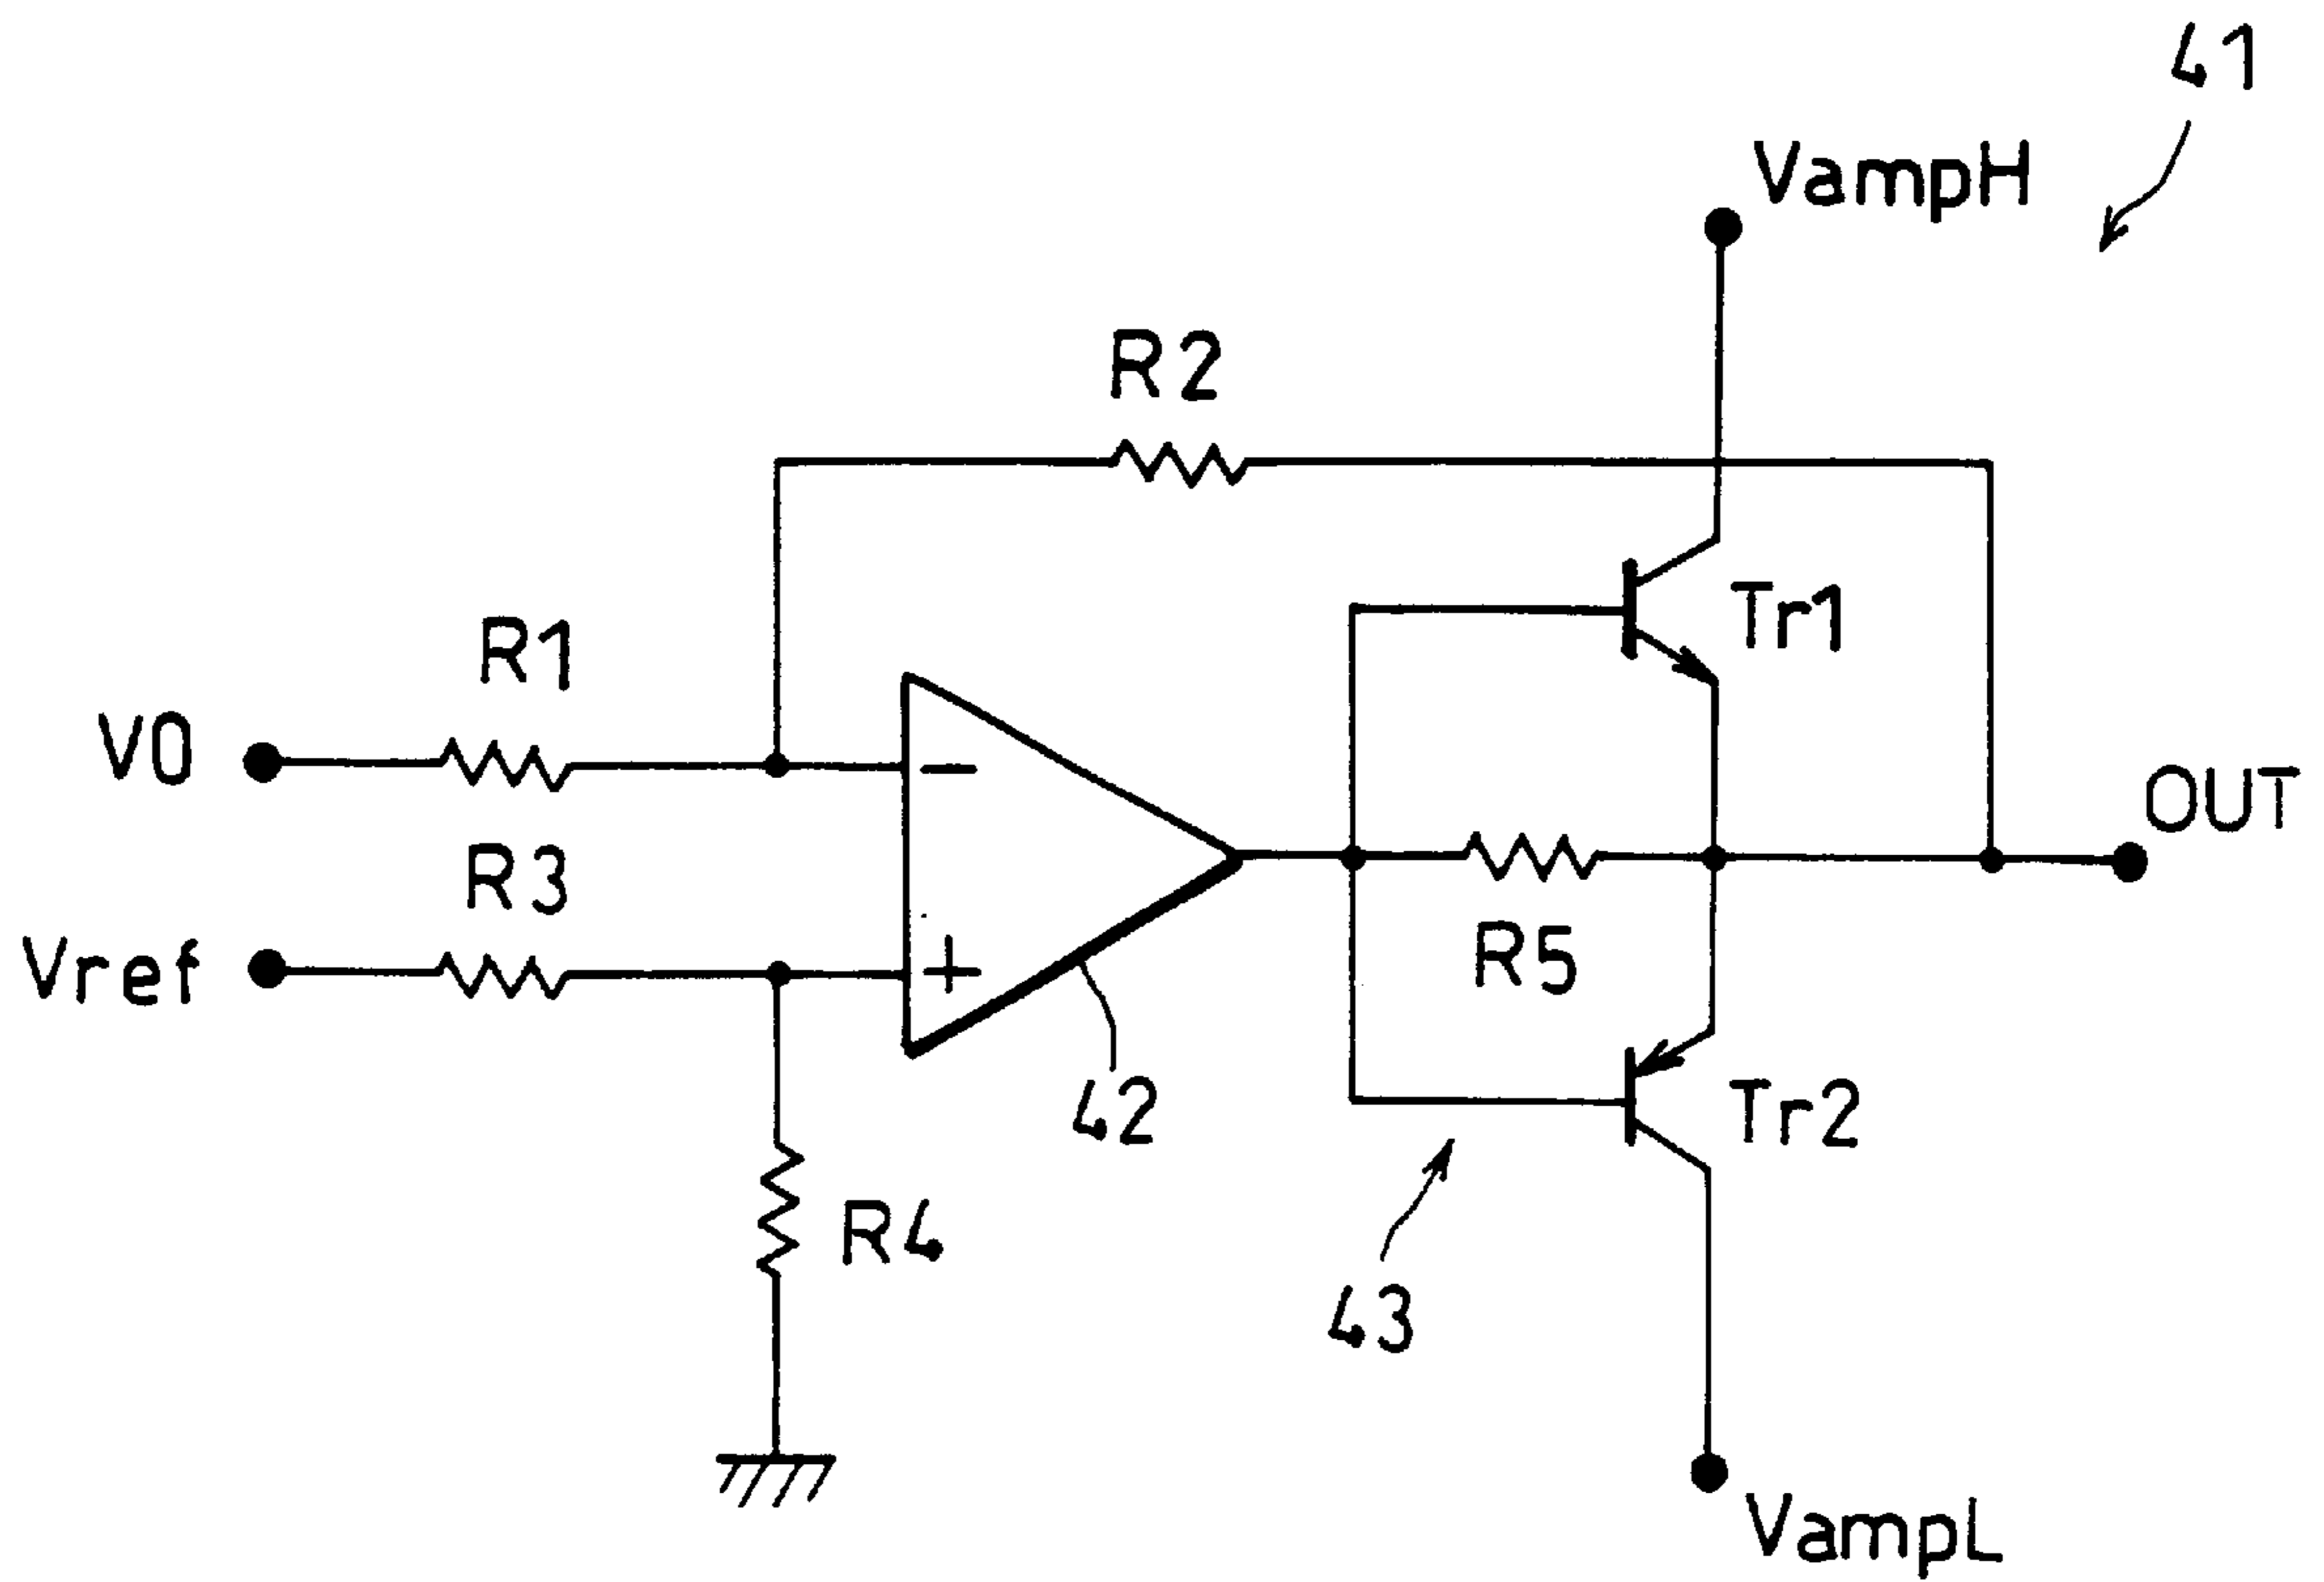 41
VampH
R2
R1
Tr1
V0
OUT
R3
R5
Vref
−
+
42
Tr2
R4
43
VampL